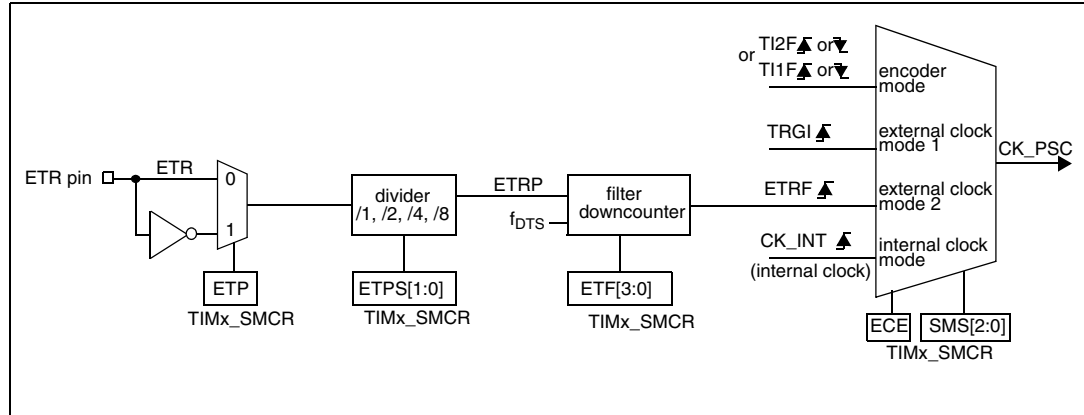 or TI2F or
TI1F or
encoder
mode
TRGI
external clock
mode 1
CK_PSC
ETR pin
ETR
0
1
divider
/1, /2, /4, /8
ETRP
fDTS
filter
downcounter
ETRF
external clock
mode 2
CK_INT
(internal clock)
internal clock
mode
ETP
TIMx_SMCR
ETPS[1:0]
TIMx_SMCR
ETF[3:0]
TIMx_SMCR
ECE
SMS[2:0]
TIMx_SMCR